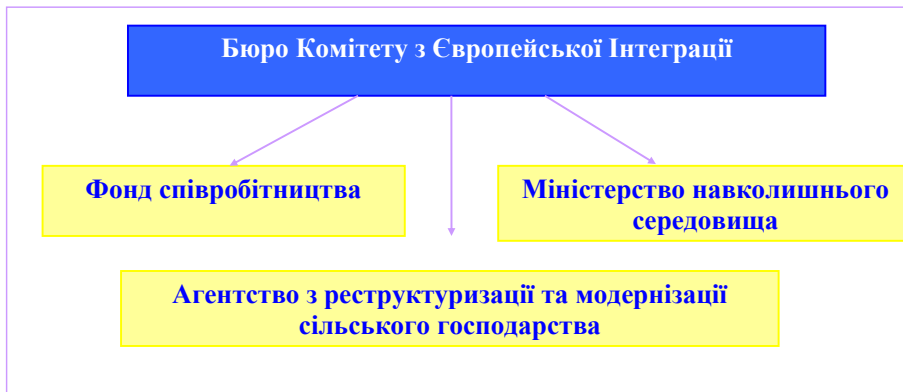 Бюро Комітету з Європейської Інтеграції
Фонд співробітництва
Міністерство навколишнього
середовища
Агентство з реструктуризації та модернізації
сільського господарства